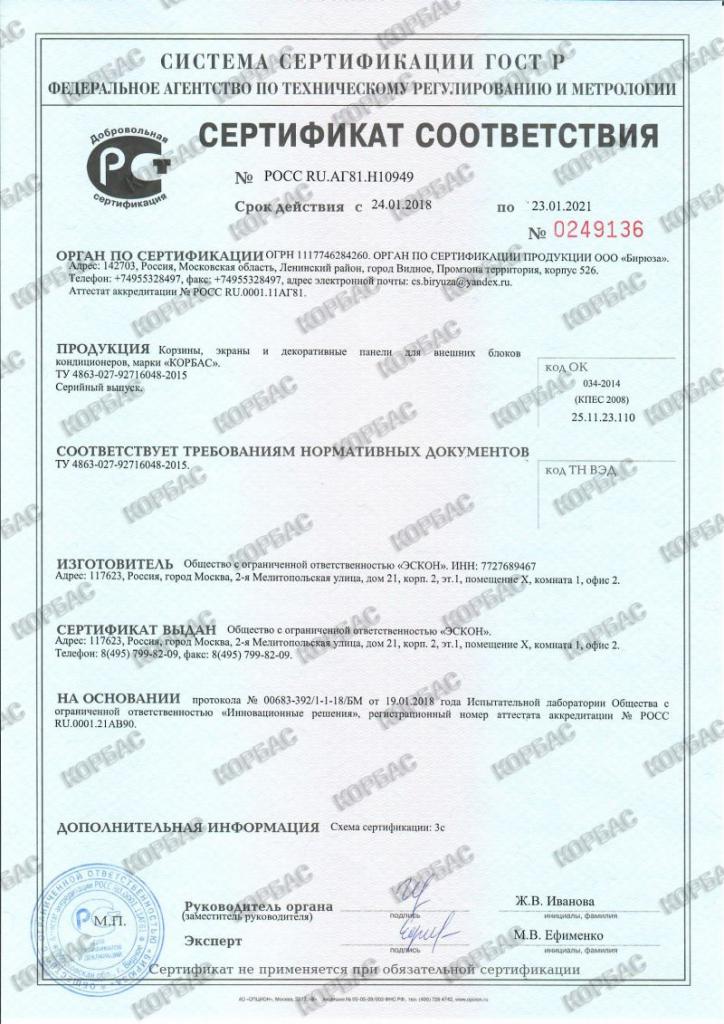 СИСТЕМА СЕРТИФИКАЦИИ ГОСТ Р
ФЕДЕРАЛЬНОЕ АГЕНТСТВО ПО ТЕХНИЧЕСКОМУ РЕГУЛИРОВАНИЮ И МЕТРОЛОГИИ
Добровольная
РСТ
сертификация
СЕРТИФИКАТ СООТВЕТСТВИЯ
№ РОСС RU.АГ81.Н10949
Срок действия с 24.01.2018 по 23.01.2021
№ 0249136
ОРГАН ПО СЕРТИФИКАЦИИ ОГРН 1117746284260. ОРГАН ПО СЕРТИФИКАЦИИ ПРОДУКЦИИ ООО «Бирюза».
Адрес: 142703, Россия, Московская область, Ленинский район, город Видное, Промзона территория, корпус 526.
Телефон: +74955328497, факс: +74955328497, адрес электронной почты: cs.biryuza@yandex.ru.
Аттестат аккредитации № РОСС RU.0001.11АГ81.
ПРОДУКЦИЯ Корзины, экраны и декоративные панели для внешних блоков
кондиционеров, марки «КОРБАС».
ТУ 4863-027-92716048-2015
Серийный выпуск.
код ОК
034-2014
(КПЕС 2008)
25.11.23.110
СООТВЕТСТВУЕТ ТРЕБОВАНИЯМ НОРМАТИВНЫХ ДОКУМЕНТОВ
ТУ 4863-027-92716048-2015.
код ТН ВЭД
ИЗГОТОВИТЕЛЬ Общество с ограниченной ответственностью «ЭСКОН». ИНН: 7727689467
Адрес: 117623, Россия, город Москва, 2-я Мелитопольская улица, дом 21, корп. 2, эт.1, помещение X, комната 1, офис 2.
СЕРТИФИКАТ ВЫДАН Общество с ограниченной ответственностью «ЭСКОН».
Адрес: 117623, Россия, город Москва, 2-я Мелитопольская улица, дом 21, корп. 2, эт.1, помещение X, комната 1, офис 2.
Телефон: 8(495) 799-82-09, факс: 8(495) 799-82-09.
НА ОСНОВАНИИ протокола № 00683-392/1-1-18/БМ от 19.01.2018 года Испытательной лаборатории Общества с
ограниченной ответственностью «Инновационные решения», регистрационный номер аттестата аккредитации № РОСС
RU.0001.21АВ90.
ДОПОЛНИТЕЛЬНАЯ ИНФОРМАЦИЯ Схема сертификации: 3с
М.П.
Руководитель органа
(заместитель руководителя)
подпись
Ж.В. Иванова
инициалы, фамилия
Эксперт
подпись
М.В. Ефименко
инициалы, фамилия
Сертификат не применяется при обязательной сертификации
КОРБАС